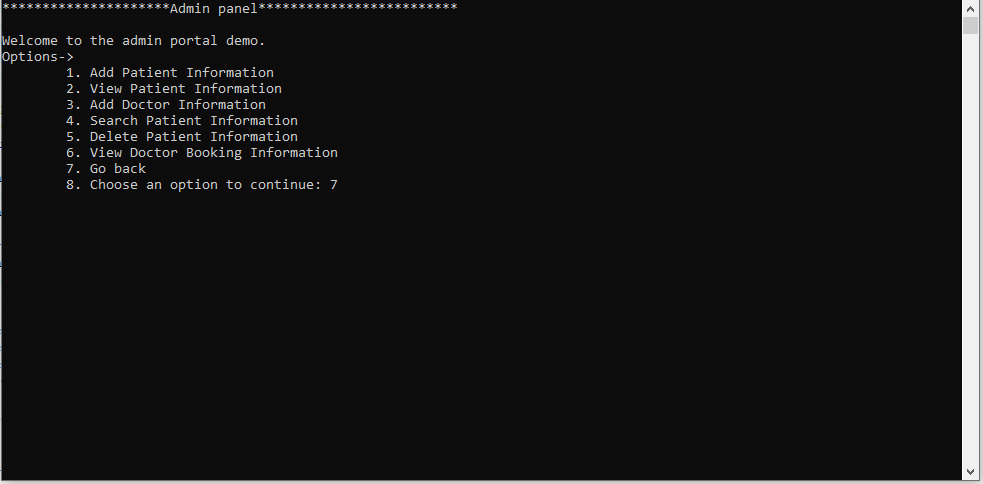 *********************Admin panel*************************
Welcome to the admin portal demo.
Options->
1. Add Patient Information
2. View Patient Information
3. Add Doctor Information
4. Search Patient Information
5. Delete Patient Information
6. View Doctor Booking Information
7. Go back
8. Choose an option to continue: 7